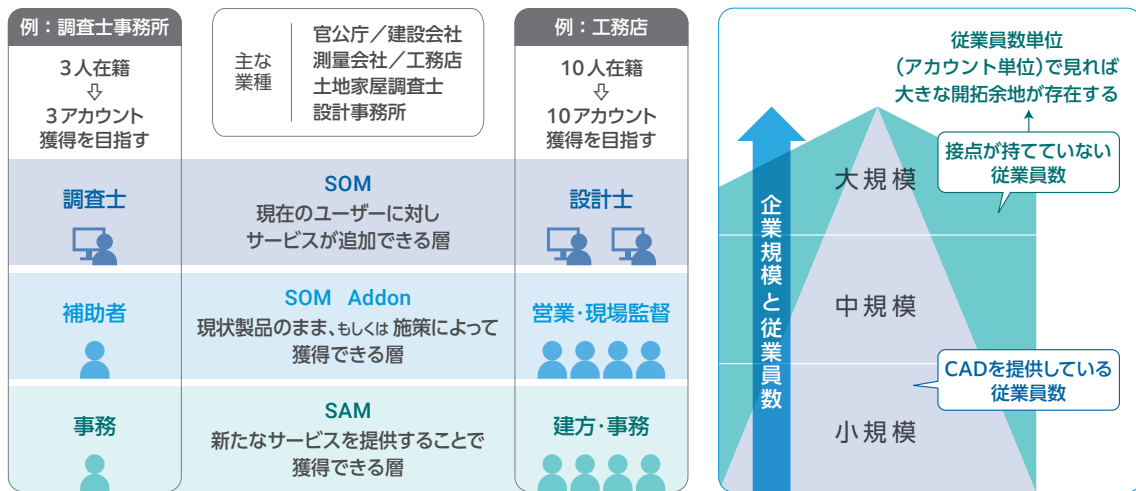 例：調査士事務所
3人在籍
⇩
3アカウント
獲得を目指す
主な
業種
官公庁／建設会社
測量会社／工務店
土地家屋調査士
設計事務所
例：工務店
10人在籍
⇩
10アカウント
獲得を目指す
調査士
SOM
現在のユーザーに対し
サービスが追加できる層
設計士
補助者
SOM Addon
現状製品のまま、もしくは 施策によって
獲得できる層
営業・現場監督
事務
SAM
新たなサービスを提供することで
獲得できる層
建方・事務
従業員数単位
（アカウント単位）で見れば
大きな開拓余地が存在する
接点が持てていない
従業員数
大規模
企業規模と従業員数
中規模
CADを提供している
従業員数
小規模